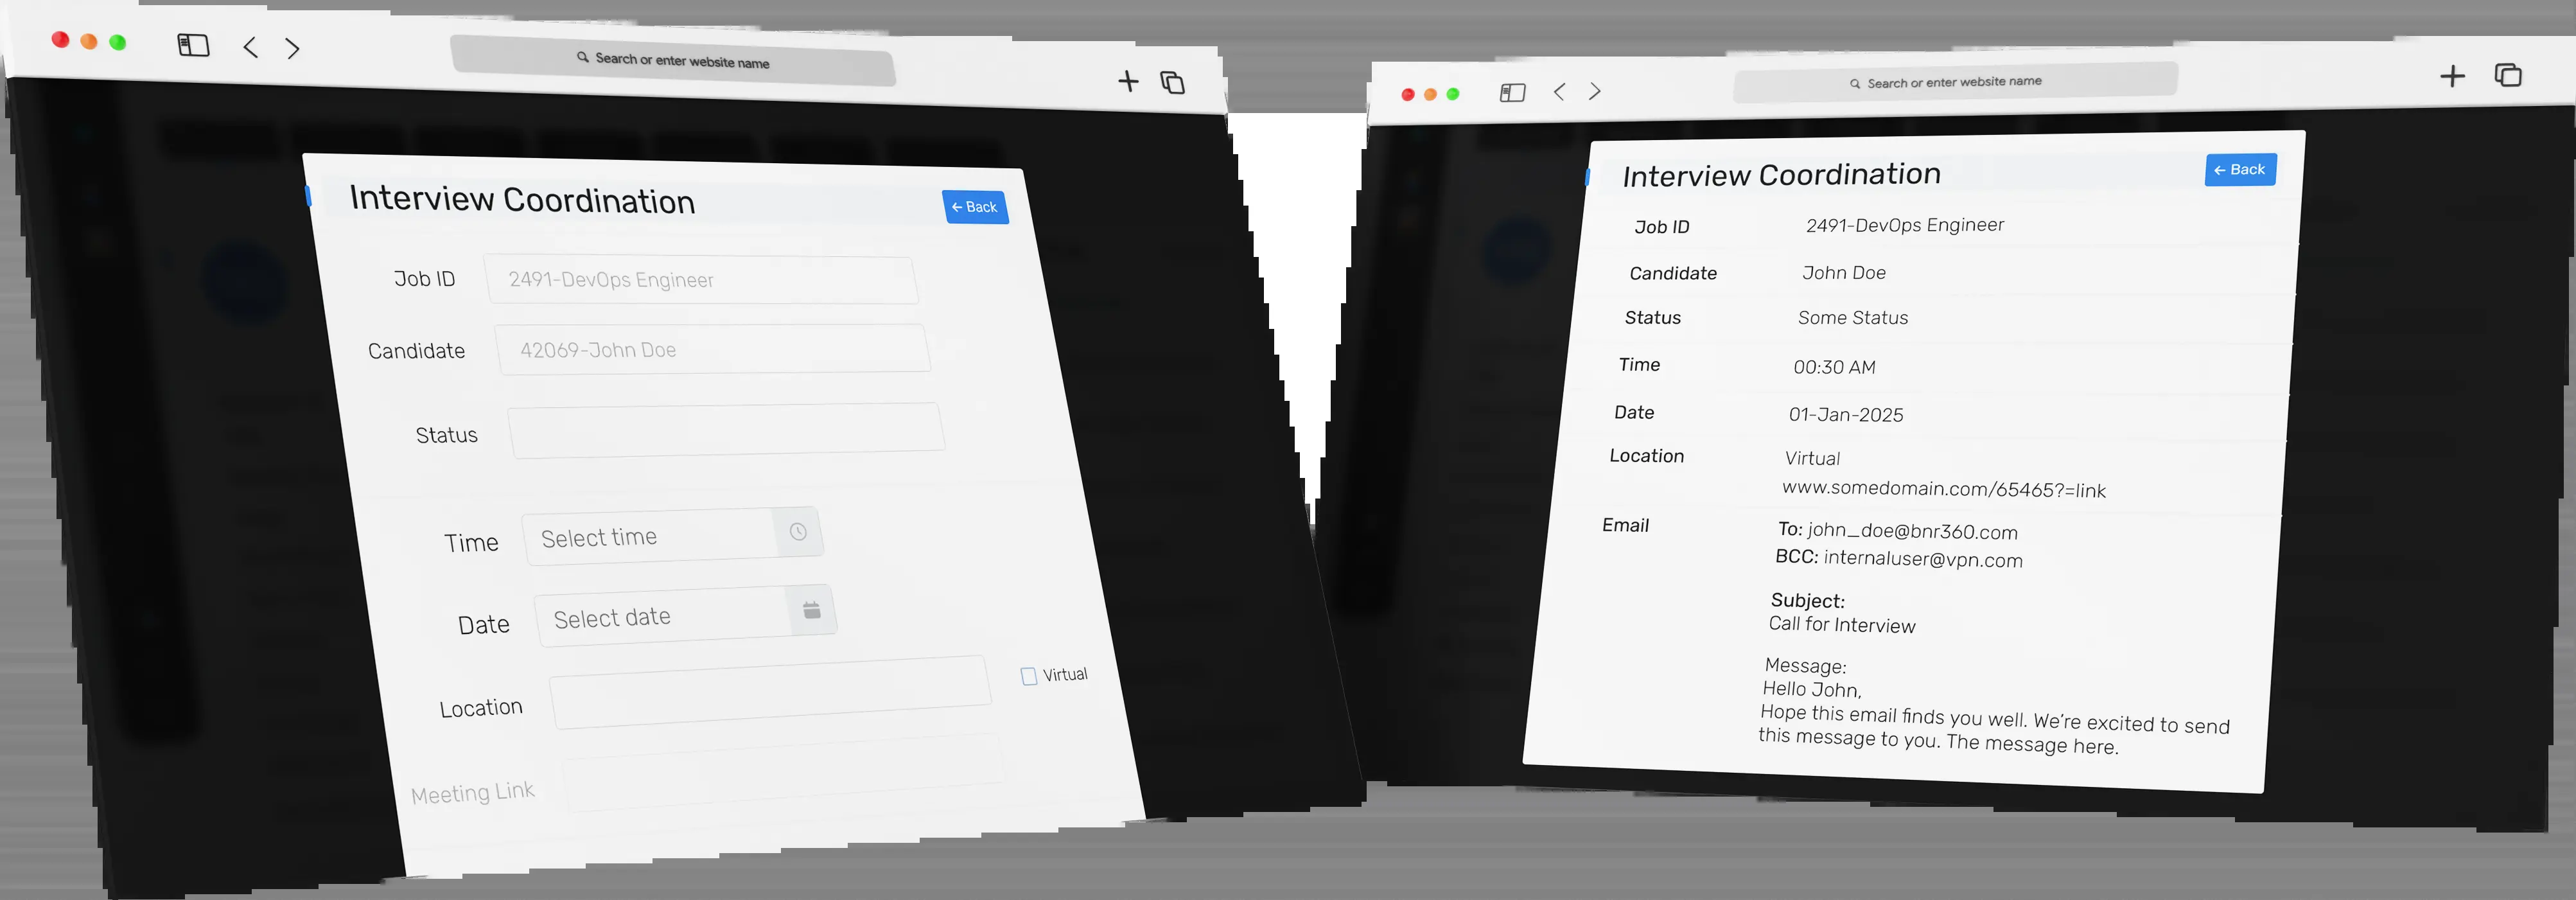 Search or enter website name
Interview Coordination
← Back
Job ID
2491-DevOps Engineer
Candidate
42069-John Doe
Status
Time
Select time
Date
Select date
Location
Virtual
Meeting Link
Search or enter website name
Interview Coordination
← Back
Job ID
2491-DevOps Engineer
Candidate
John Doe
Status
Some Status
Time
00:30 AM
Date
01-Jan-2025
Location
Virtual
www.somedomain.com/65465?=link
Email
To: john_doe@bnr360.com
BCC: internaluser@vpn.com
Subject:
Call for Interview
Message:
Hello John,
Hope this email finds you well. We're excited to send
this message to you. The message here.